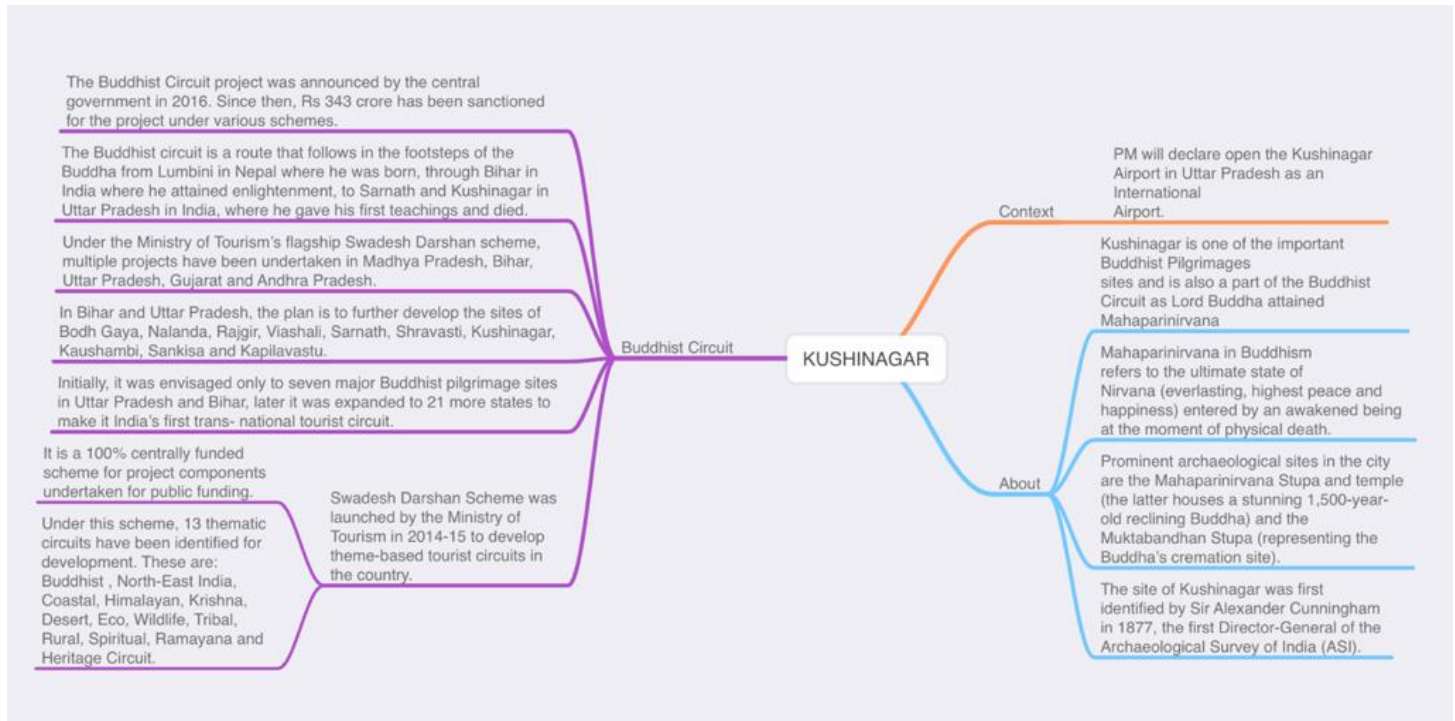 The Buddhist Circuit project was announced by the central
government in 2016. Since then, Rs 343 crore has been sanctioned
for the project under various schemes.
The Buddhist circuit is a route that follows in the footsteps of the
Buddha from Lumbini in Nepal where he was born, through Bihar in
India where he attained enlightenment, to Sarnath and Kushinagar in
Uttar Pradesh in India, where he gave his first teachings and died.
Under the Ministry of Tourism's flagship Swadesh Darshan scheme,
multiple projects have been undertaken in Madhya Pradesh, Bihar,
Uttar Pradesh, Gujarat and Andhra Pradesh.
In Bihar and Uttar Pradesh, the plan is to further develop the sites of
Bodh Gaya, Nalanda, Rajgir, Viashali, Sarnath, Shravasti, Kushinagar,
Kaushambi, Sankisa and Kapilavastu.
Initially, it was envisaged only to seven major Buddhist pilgrimage sites
in Uttar Pradesh and Bihar, later it was expanded to 21 more states to
make it India's first trans- national tourist circuit.
It is a 100% centrally funded
scheme for project components
undertaken for public funding.
Under this scheme, 13 thematic
circuits have been identified for
development. These are:
Buddhist , North-East India,
Coastal, Himalayan, Krishna,
Desert, Eco, Wildlife, Tribal,
Rural, Spiritual, Ramayana and
Heritage Circuit.
Swadesh Darshan Scheme was
launched by the Ministry of
Tourism in 2014-15 to develop
theme-based tourist circuits in
the country.
Buddhist Circuit
KUSHINAGAR
Context
PM will declare open the Kushinagar
Airport in Uttar Pradesh as an
International
Airport.
About
Kushinagar is one of the important
Buddhist Pilgrimages
sites and is also a part of the Buddhist
Circuit as Lord Buddha attained
Mahaparinirvana
Mahaparinirvana in Buddhism
refers to the ultimate state of
Nirvana (everlasting, highest peace and
happiness) entered by an awakened being
at the moment of physical death.
Prominent archaeological sites in the city
are the Mahaparinirvana Stupa and temple
(the latter houses a stunning 1,500-year-
old reclining Buddha) and the
Muktabandhan Stupa (representing the
Buddha's cremation site).
The site of Kushinagar was first
identified by Sir Alexander Cunningham
in 1877, the first Director-General of the
Archaeological Survey of India (ASI).